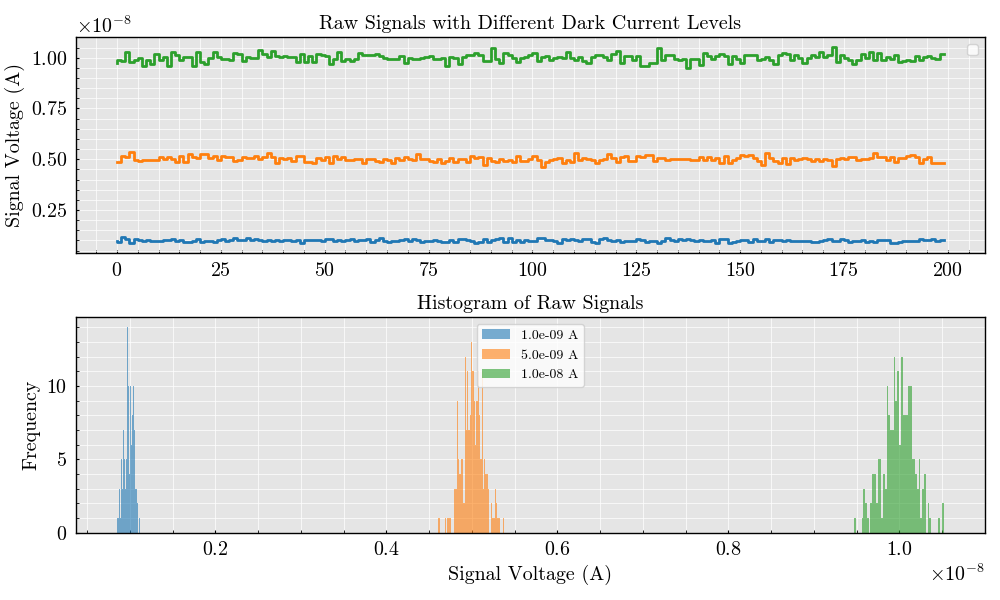 ×10⁻⁸
Raw Signals with Different Dark Current Levels
Signal Voltage (A)
1.00
0.75
0.50
0.25
0 25 50 75 100 125 150 175 200
Histogram of Raw Signals
Frequency
10
5
0
1.0e-09 A
5.0e-09 A
1.0e-08 A
0.2 0.4 0.6 0.8 1.0
Signal Voltage (A)
×10⁻⁸